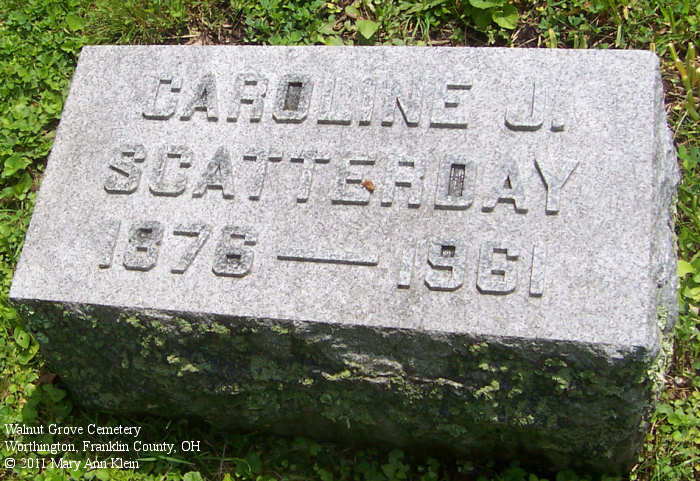 CAROLINE J.
SCATTERDAY
1876 — 1961
Walnut Grove Cemetery
Worthington, Franklin County, OH
© 2011 Mary Ann Klein